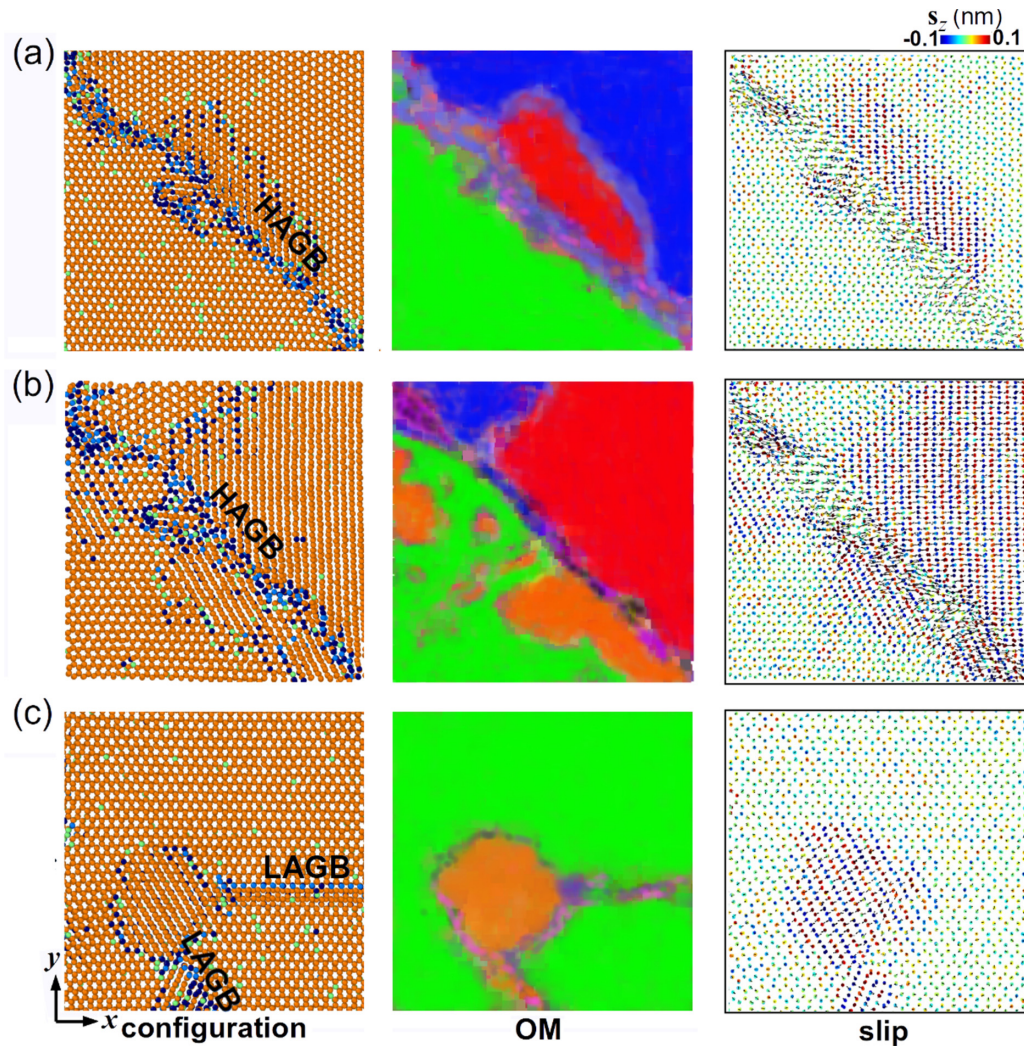 s_z (nm)
-0.1 0.1
(a)
HAGB
(b)
HAGB
(c)
LAGB
LAGB
y
x
configuration OM slip